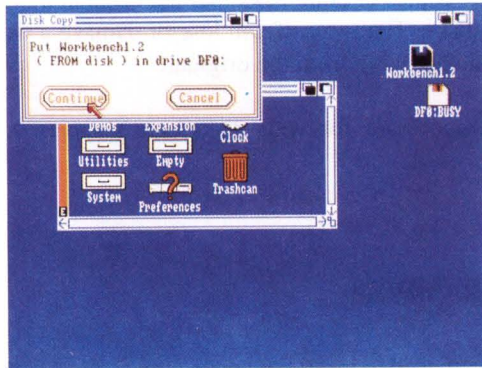 Disk Copy
Put Workbench1.2
( FROM disk ) in drive DF0:
Continue
Cancel
Workbench1.2
DF0:BUSY
Demos
Expansion
Clock
Utilities
Empty
Trashcan
System
Preferences
E